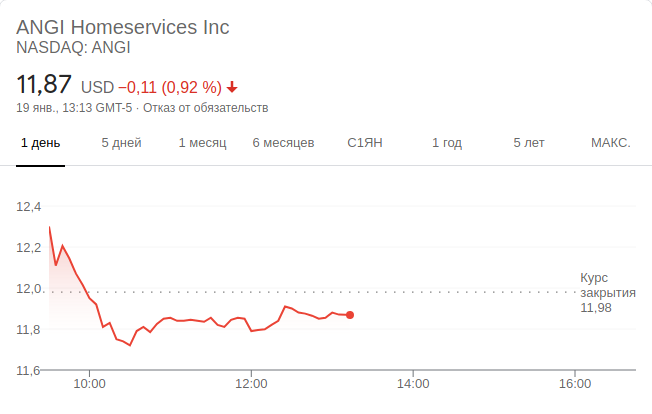 ANGI Homeservices Inc
NASDAQ: ANGI
11,87 USD −0,11 (0,92 %)
19 янв., 13:13 GMT-5 · Отказ от обязательств
1 день 5 дней 1 месяц 6 месяцев С1ЯН 1 год 5 лет МАКС.
12,4
12,2
12,0
11,8
11,6
Курс
закрытия
11,98
10:00 12:00 14:00 16:00